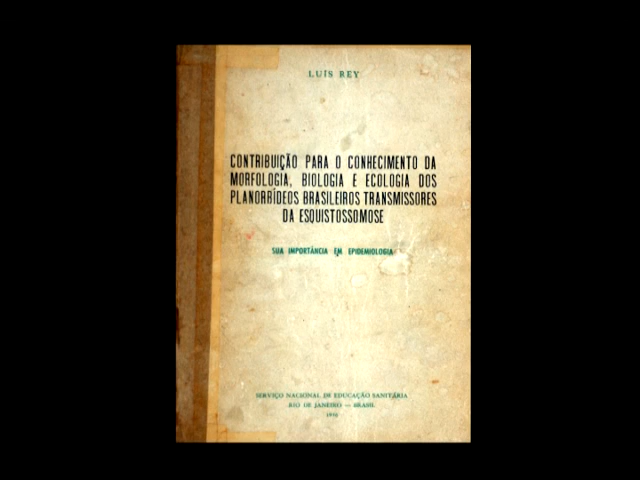 LUÍS REY
CONTRIBUIÇÃO PARA O CONHECIMENTO DA
MORFOLOGIA, BIOLOGIA E ECOLOGIA DOS
PLANORBÍDEOS BRASILEIROS TRANSMISSORES
DA ESQUISTOSSOMOSE
SUA IMPORTÂNCIA EM EPIDEMIOLOGIA
SERVIÇO NACIONAL DE EDUCAÇÃO SANITÁRIA
RIO DE JANEIRO — BRASIL